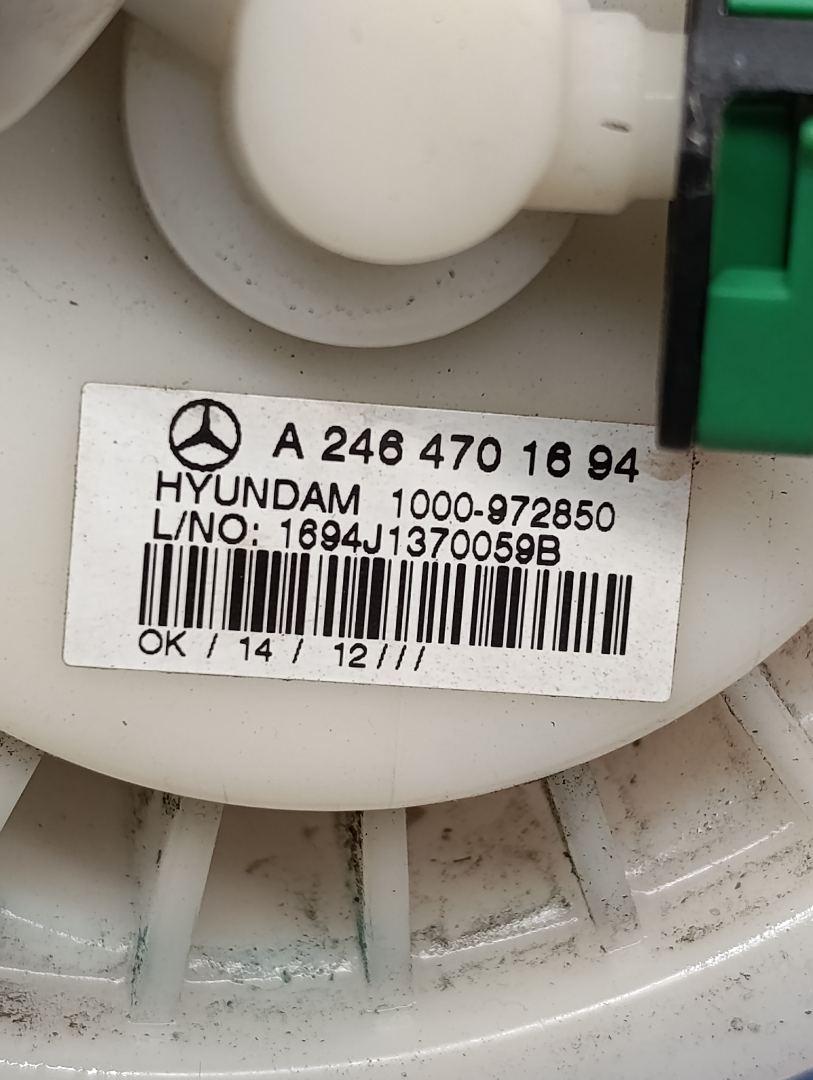 A 246 470 16 94
HYUNDAM 1000-972850
L/NO: 1694J1370059B
OK / 14 / 12 / / /